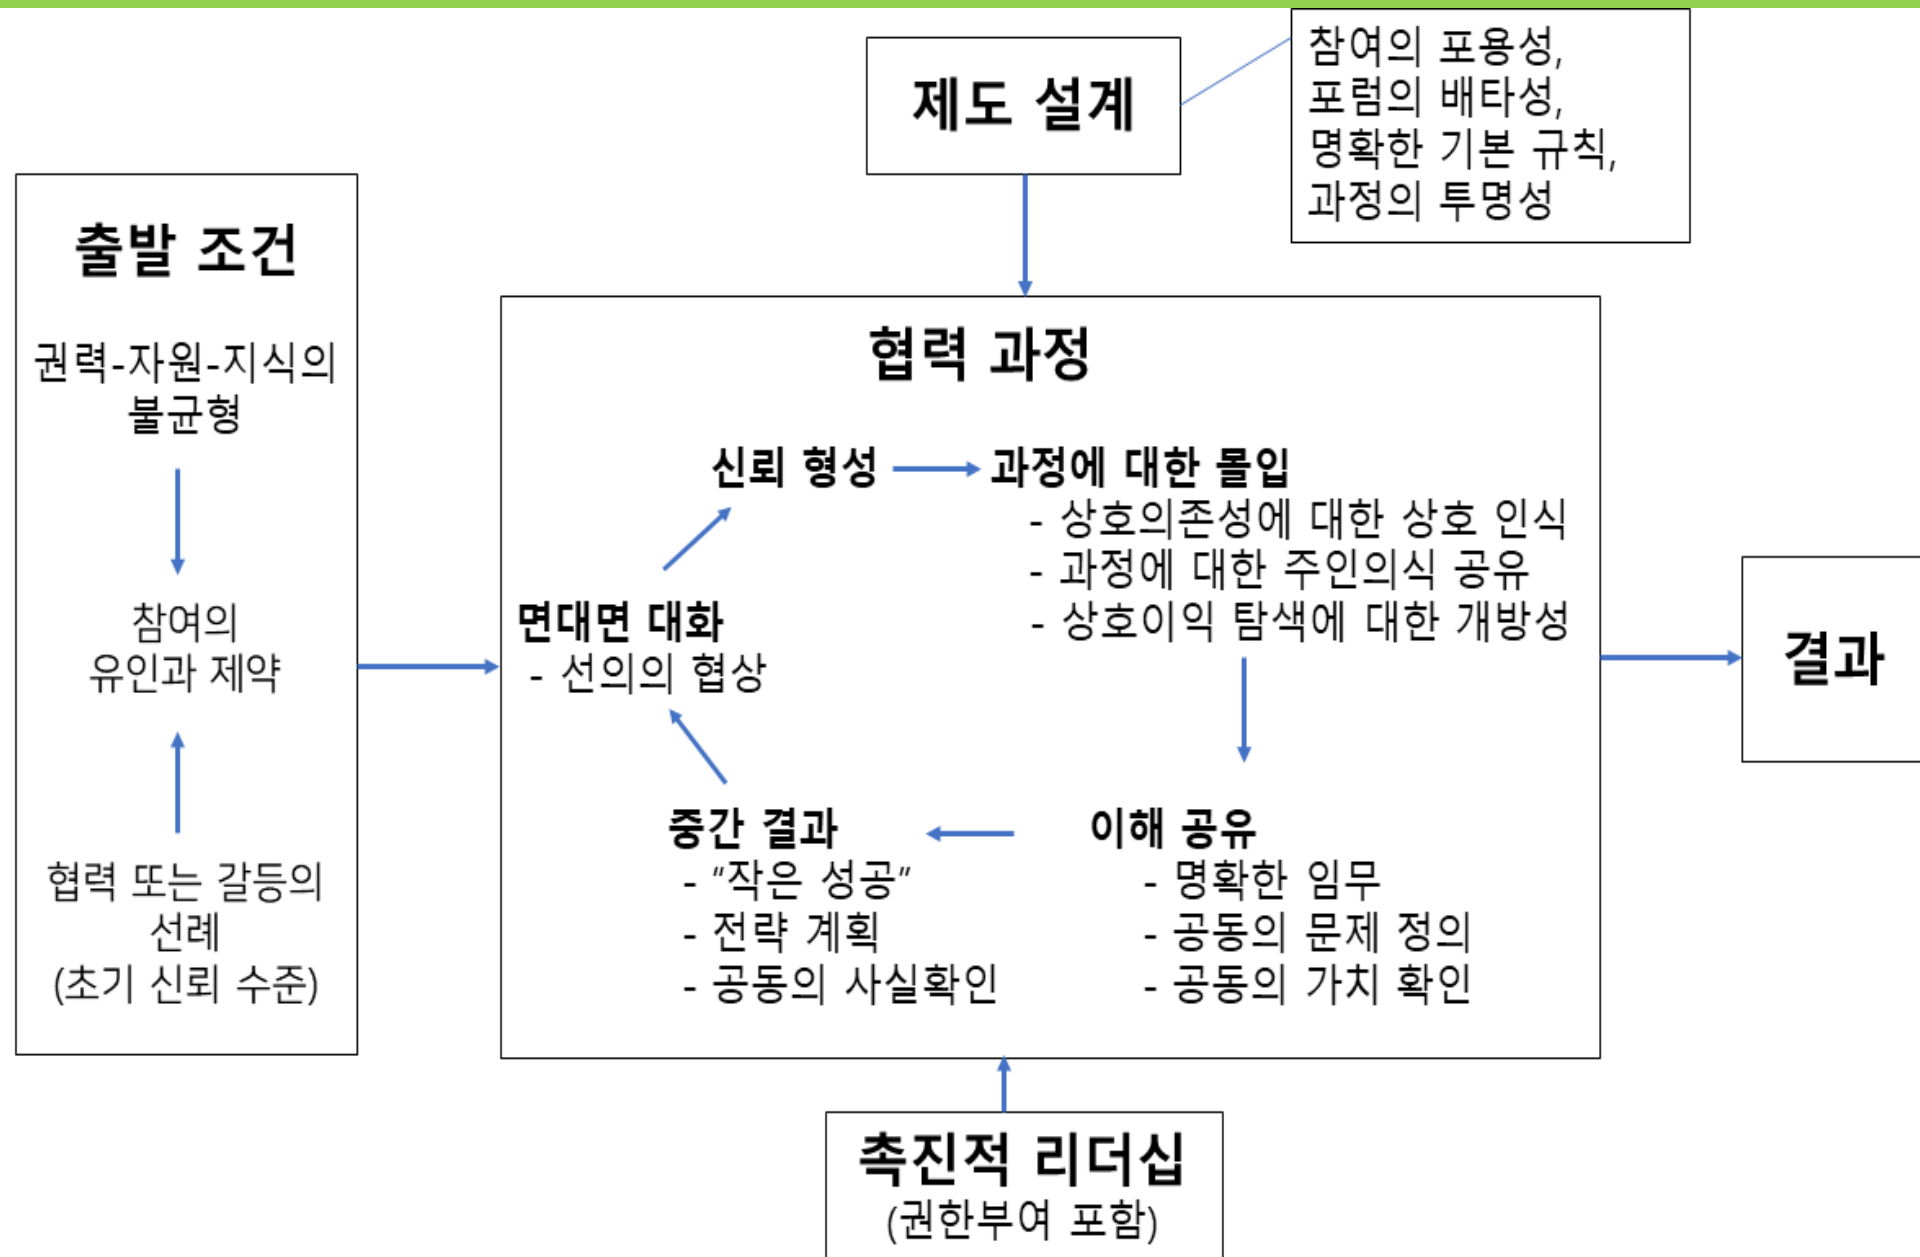 제도 설계
참여의 포용성,
포럼의 배타성,
명확한 기본 규칙,
과정의 투명성
출발 조건
권력-자원-지식의
불균형
참여의
유인과 제약
협력 또는 갈등의
선례
(초기 신뢰 수준)
협력 과정
신뢰 형성
과정에 대한 몰입
- 상호의존성에 대한 상호 인식
- 과정에 대한 주인의식 공유
- 상호이익 탐색에 대한 개방성
면대면 대화
- 선의의 협상
중간 결과
- “작은 성공”
- 전략 계획
- 공동의 사실확인
이해 공유
- 명확한 임무
- 공동의 문제 정의
- 공동의 가치 확인
결과
촉진적 리더십
(권한부여 포함)